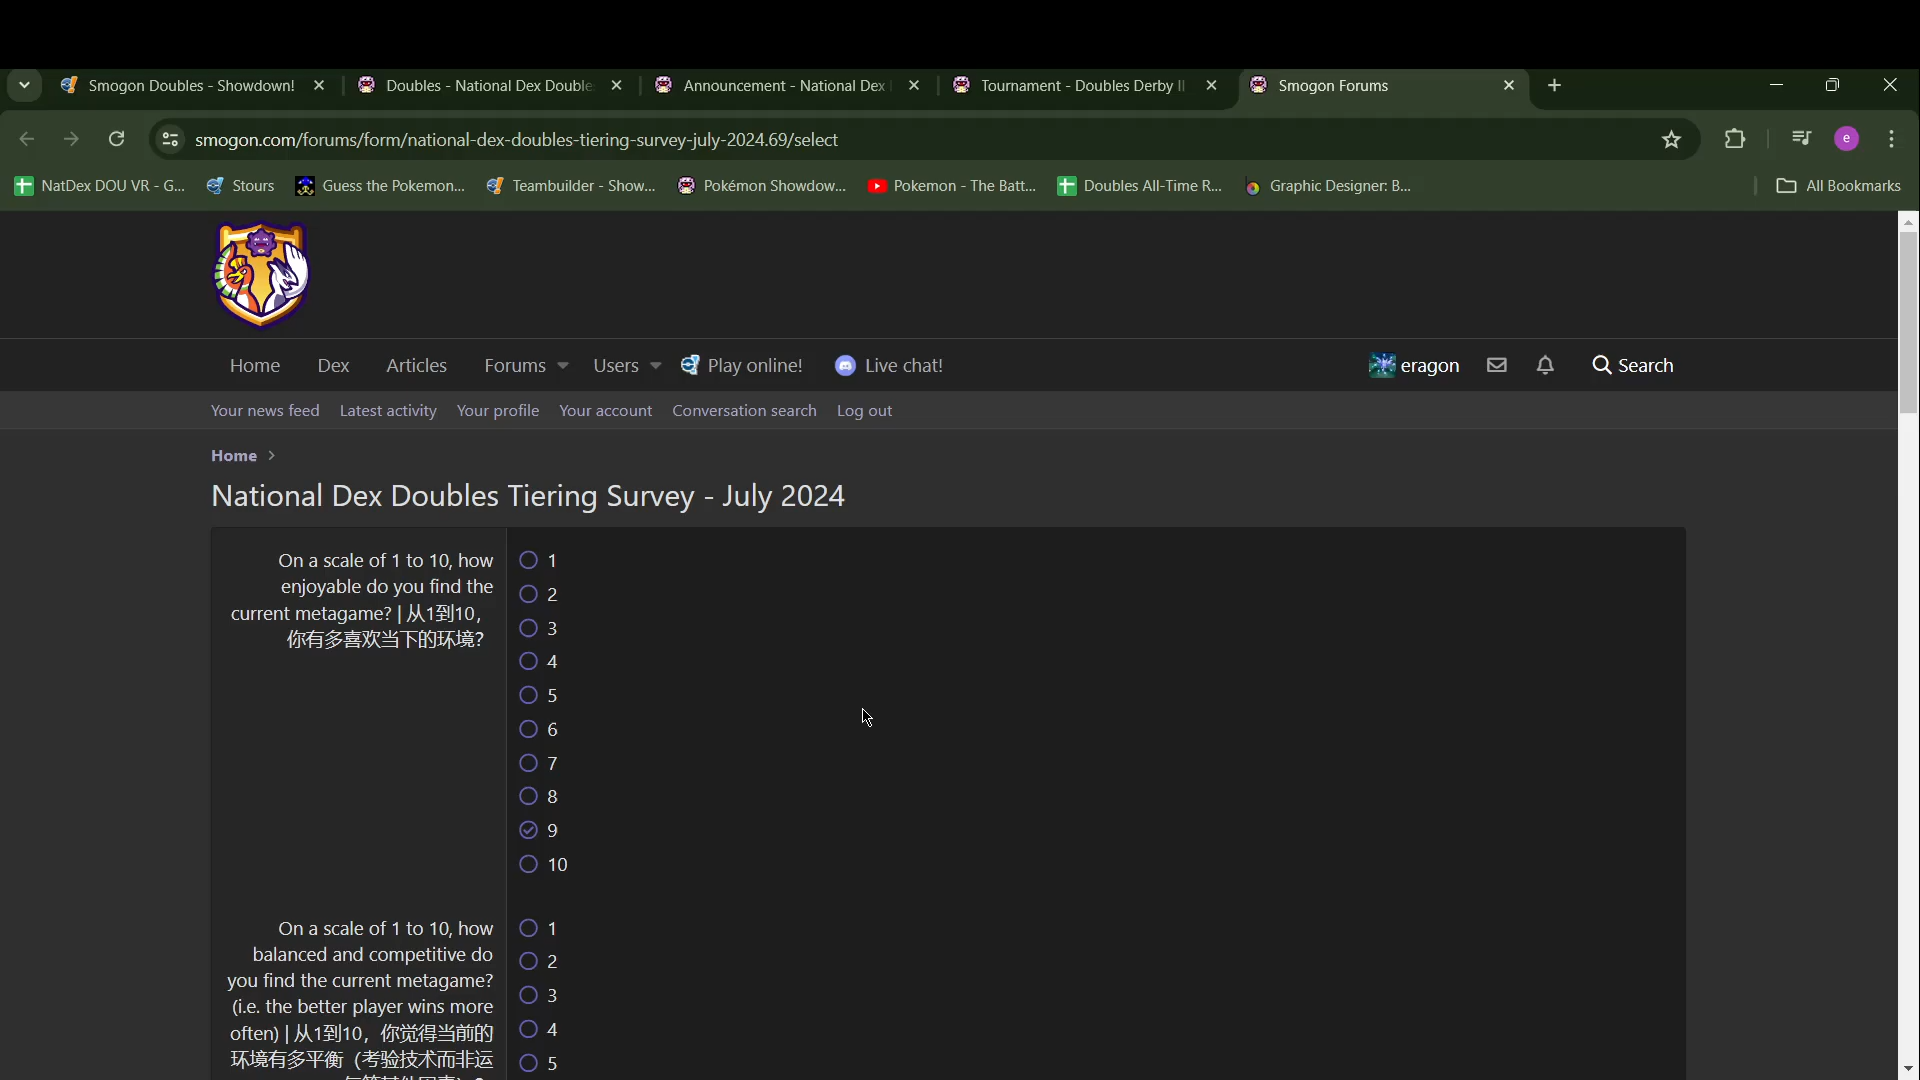 Smogon Doubles - Showdown!
Doubles - National Dex Double
Announcement - National Dex
Tournament - Doubles Derby II
Smogon Forums
smogon.com/forums/form/national-dex-doubles-tiering-survey-july-2024.69/select
e
NatDex DOU VR - G...
Stours
Guess the Pokemon...
Teambuilder - Show...
Pokémon Showdow...
Pokemon - The Batt...
Doubles All-Time R...
Graphic Designer: B...
All Bookmarks
Home
Dex
Articles
Forums
Users
Play online!
Live chat!
eragon
Search
Your news feed
Latest activity
Your profile
Your account
Conversation search
Log out
Home
National Dex Doubles Tiering Survey - July 2024
On a scale of 1 to 10, how
enjoyable do you find the
current metagame? | 从1到10，
你有多喜欢当下的环境？
1
2
3
4
5
6
7
8
9
10
On a scale of 1 to 10, how
balanced and competitive do
you find the current metagame?
(i.e. the better player wins more
often) | 从1到10，你觉得当前的
环境有多平衡（考验技术而非运
1
2
3
4
5